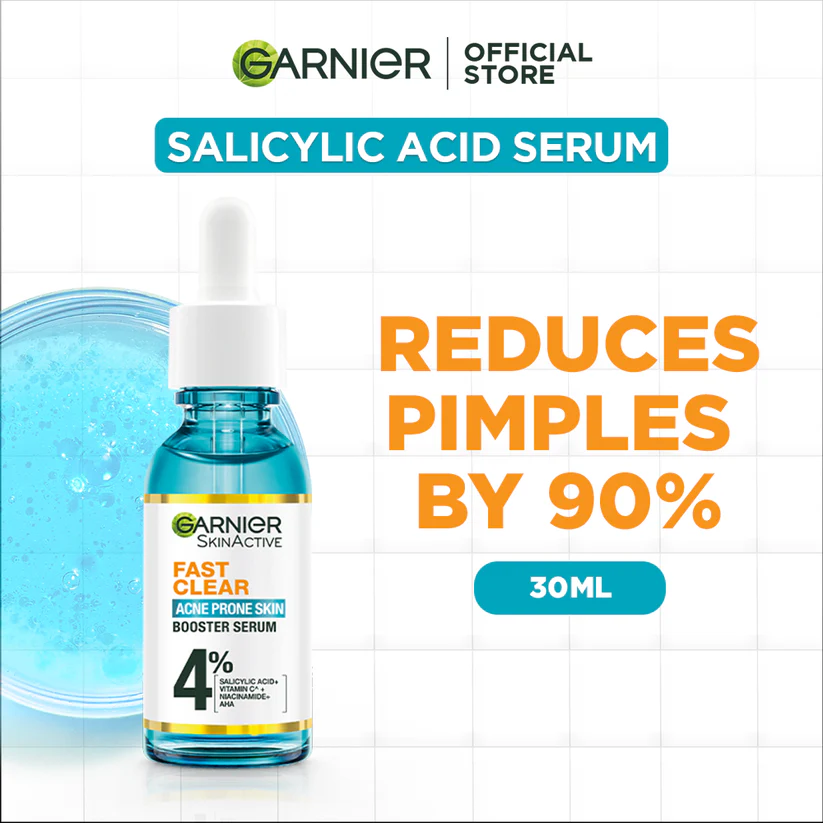 GARNIER | OFFICIAL STORE
SALICYLIC ACID SERUM
REDUCES
PIMPLES
BY 90%
30ML
GARNIER
SKINACTIVE
FAST
CLEAR
ACNE PRONE SKIN
BOOSTER SERUM
4%
SALICYLIC ACID+
VITAMIN C^ +
NIACINAMIDE+
AHA